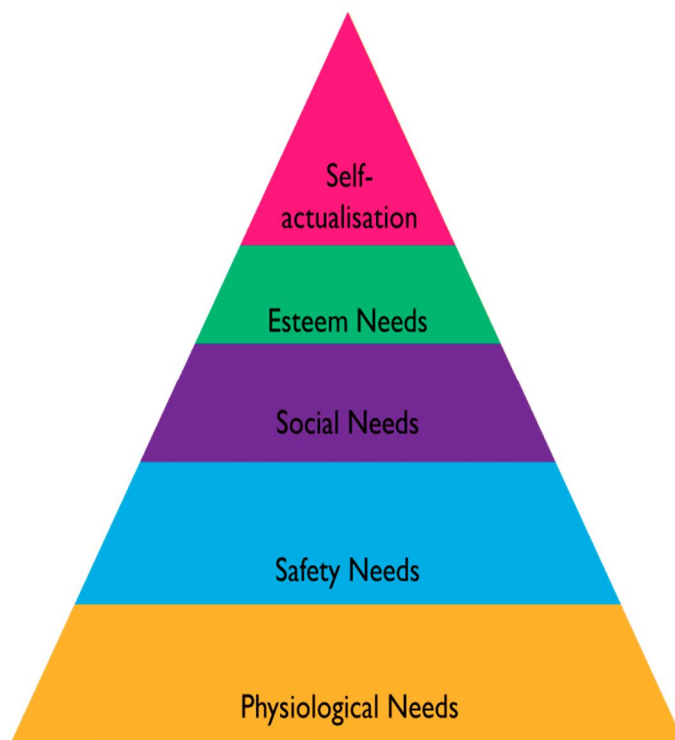 Self-
actualisation
Esteem Needs
Social Needs
Safety Needs
Physiological Needs